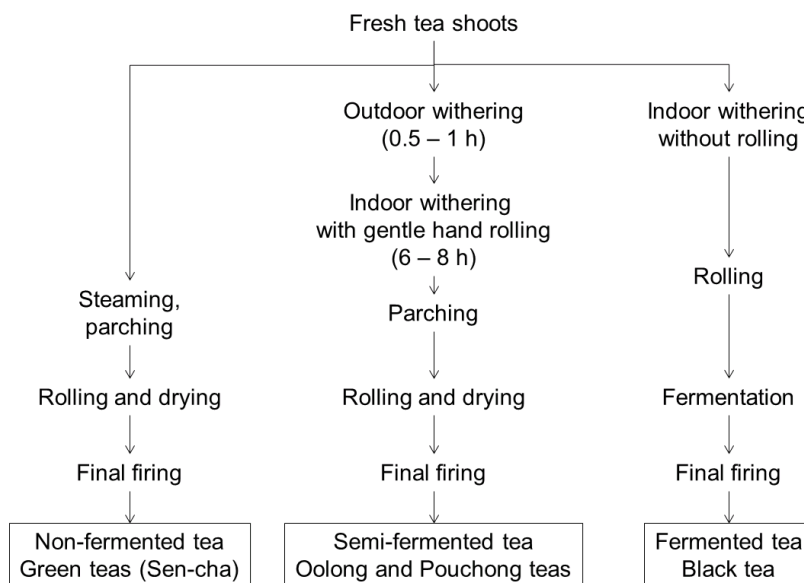 Fresh tea shoots
Outdoor withering
(0.5 – 1 h)
Indoor withering
with gentle hand rolling
(6 – 8 h)
Indoor withering
without rolling
Steaming,
parching
Parching
Rolling
Rolling and drying
Rolling and drying
Fermentation
Final firing
Final firing
Final firing
Non-fermented tea
Green teas (Sen-cha)
Semi-fermented tea
Oolong and Pouchong teas
Fermented tea
Black tea